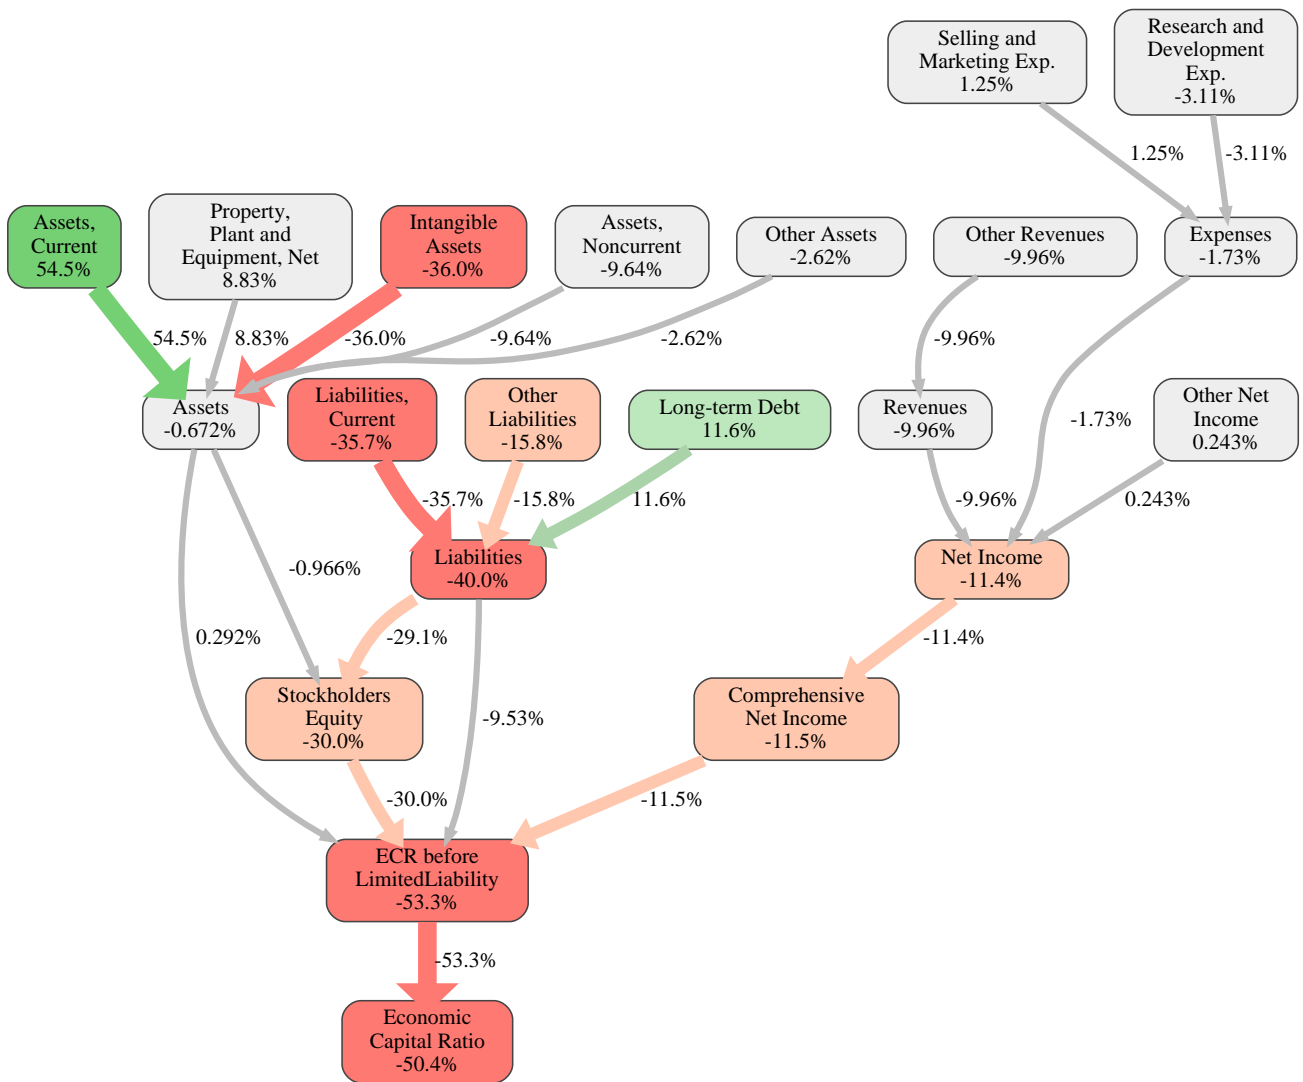 Selling and
Marketing Exp.
1.25%
Research and
Development
Exp.
-3.11%
1.25%
-3.11%
Assets,
Current
54.5%
Property,
Plant and
Equipment, Net
8.83%
Intangible
Assets
-36.0%
Assets,
Noncurrent
-9.64%
Other Assets
-2.62%
Other Revenues
-9.96%
Expenses
-1.73%
54.5%
8.83%
-36.0%
-9.64%
-2.62%
-9.96%
Assets
-0.672%
Liabilities,
Current
-35.7%
Other
Liabilities
-15.8%
Long-term Debt
11.6%
Revenues
-9.96%
-1.73%
Other Net
Income
0.243%
-35.7%
-15.8%
11.6%
-9.96%
0.243%
Liabilities
-40.0%
Net Income
-11.4%
-0.966%
0.292%
-29.1%
-11.4%
Stockholders
Equity
-30.0%
-9.53%
Comprehensive
Net Income
-11.5%
-30.0%
-11.5%
ECR before
LimitedLiability
-53.3%
-53.3%
Economic
Capital Ratio
-50.4%